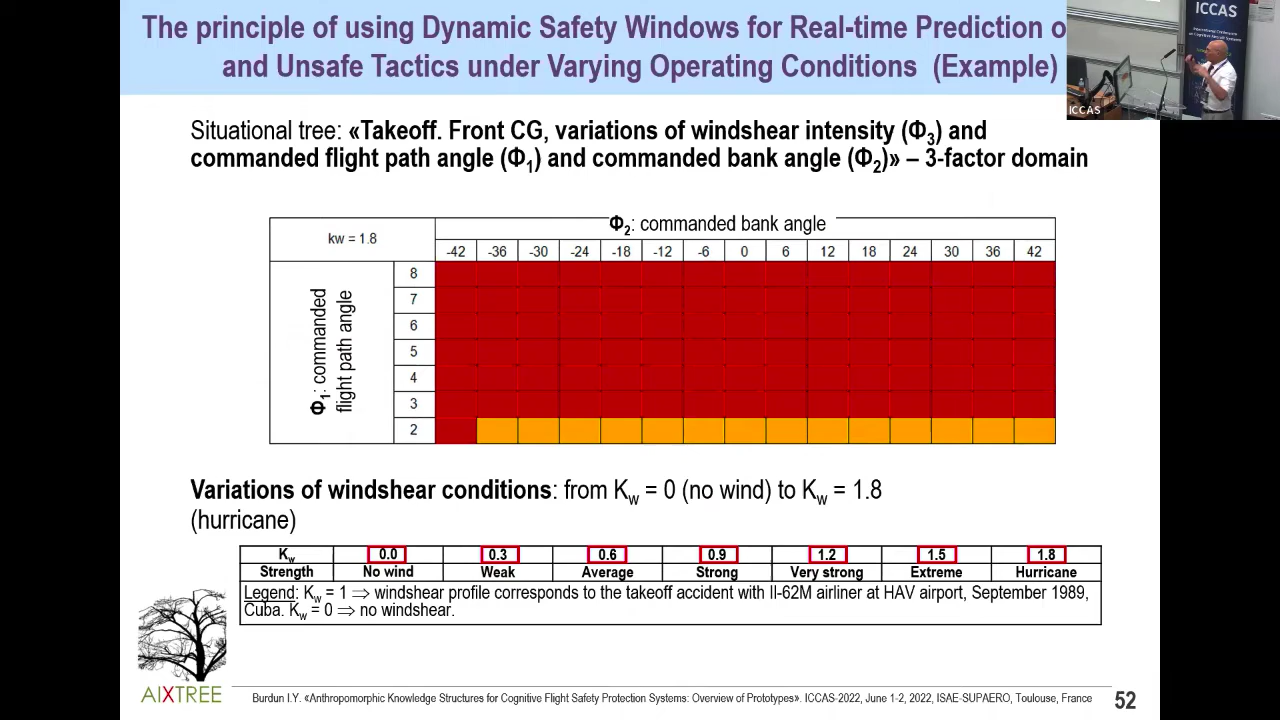 The principle of using Dynamic Safety Windows for Real-time Prediction o
and Unsafe Tactics under Varying Operating Conditions (Example)
ICCAS
ICCAS
Situational tree: «Takeoff. Front CG, variations of windshear intensity (Φ3) and
commanded flight path angle (Φ1) and commanded bank angle (Φ2)» – 3-factor domain
kw = 1.8
Φ2: commanded bank angle
-42 -36 -30 -24 -18 -12 -6 0 6 12 18 24 30 36 42
Φ1: commanded
flight path angle
8
7
6
5
4
3
2
Variations of windshear conditions: from Kw = 0 (no wind) to Kw = 1.8
(hurricane)
Kw 0.0 0.3 0.6 0.9 1.2 1.5 1.8
Strength No wind Weak Average Strong Very strong Extreme Hurricane
Legend: Kw = 1 ⇒ windshear profile corresponds to the takeoff accident with Il-62M airliner at HAV airport, September 1989,
Cuba. Kw = 0 ⇒ no windshear.
AIXTREE
Burdun I.Y. «Anthropomorphic Knowledge Structures for Cognitive Flight Safety Protection Systems: Overview of Prototypes». ICCAS-2022, June 1-2, 2022, ISAE-SUPAERO, Toulouse, France
52